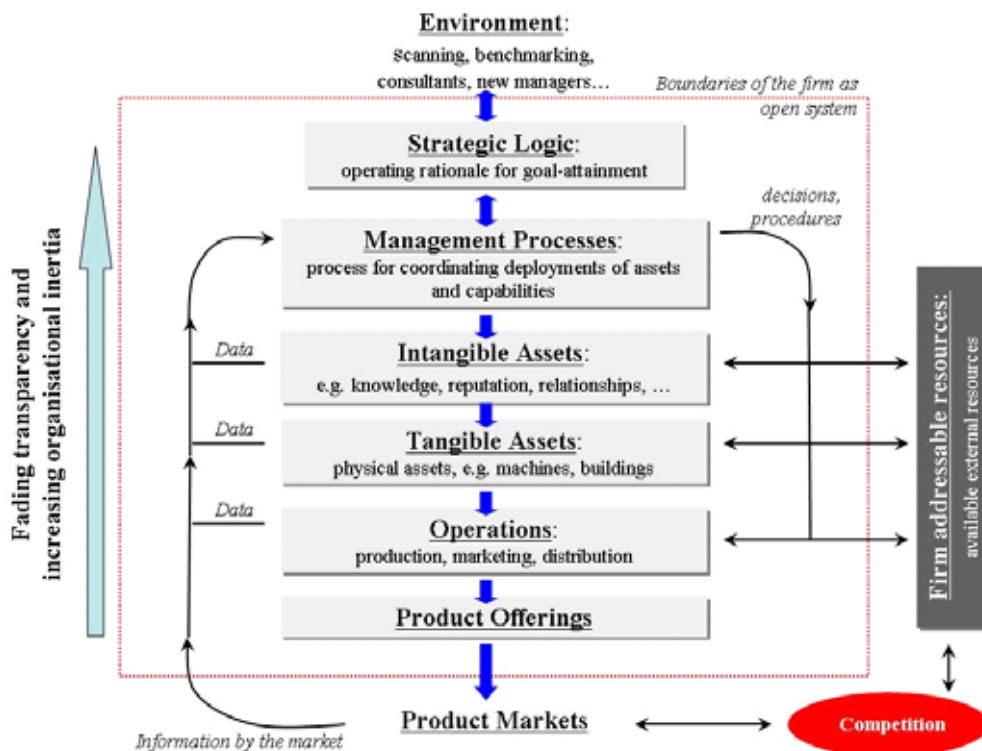 Environment:
scanning, benchmarking,
consultants, new managers…
Boundaries of the firm as
open system
Strategic Logic:
operating rationale for goal-attainment
decisions,
procedures
Management Processes:
process for coordinating deployments of assets
and capabilities
Fading transparency and
increasing organisational inertia
Data
Intangible Assets:
e.g. knowledge, reputation, relationships, …
Data
Tangible Assets:
physical assets, e.g. machines, buildings
Data
Operations:
production, marketing, distribution
Firm addressable resources:
available external resources
Product Offerings
Product Markets
Competition
Information by the market